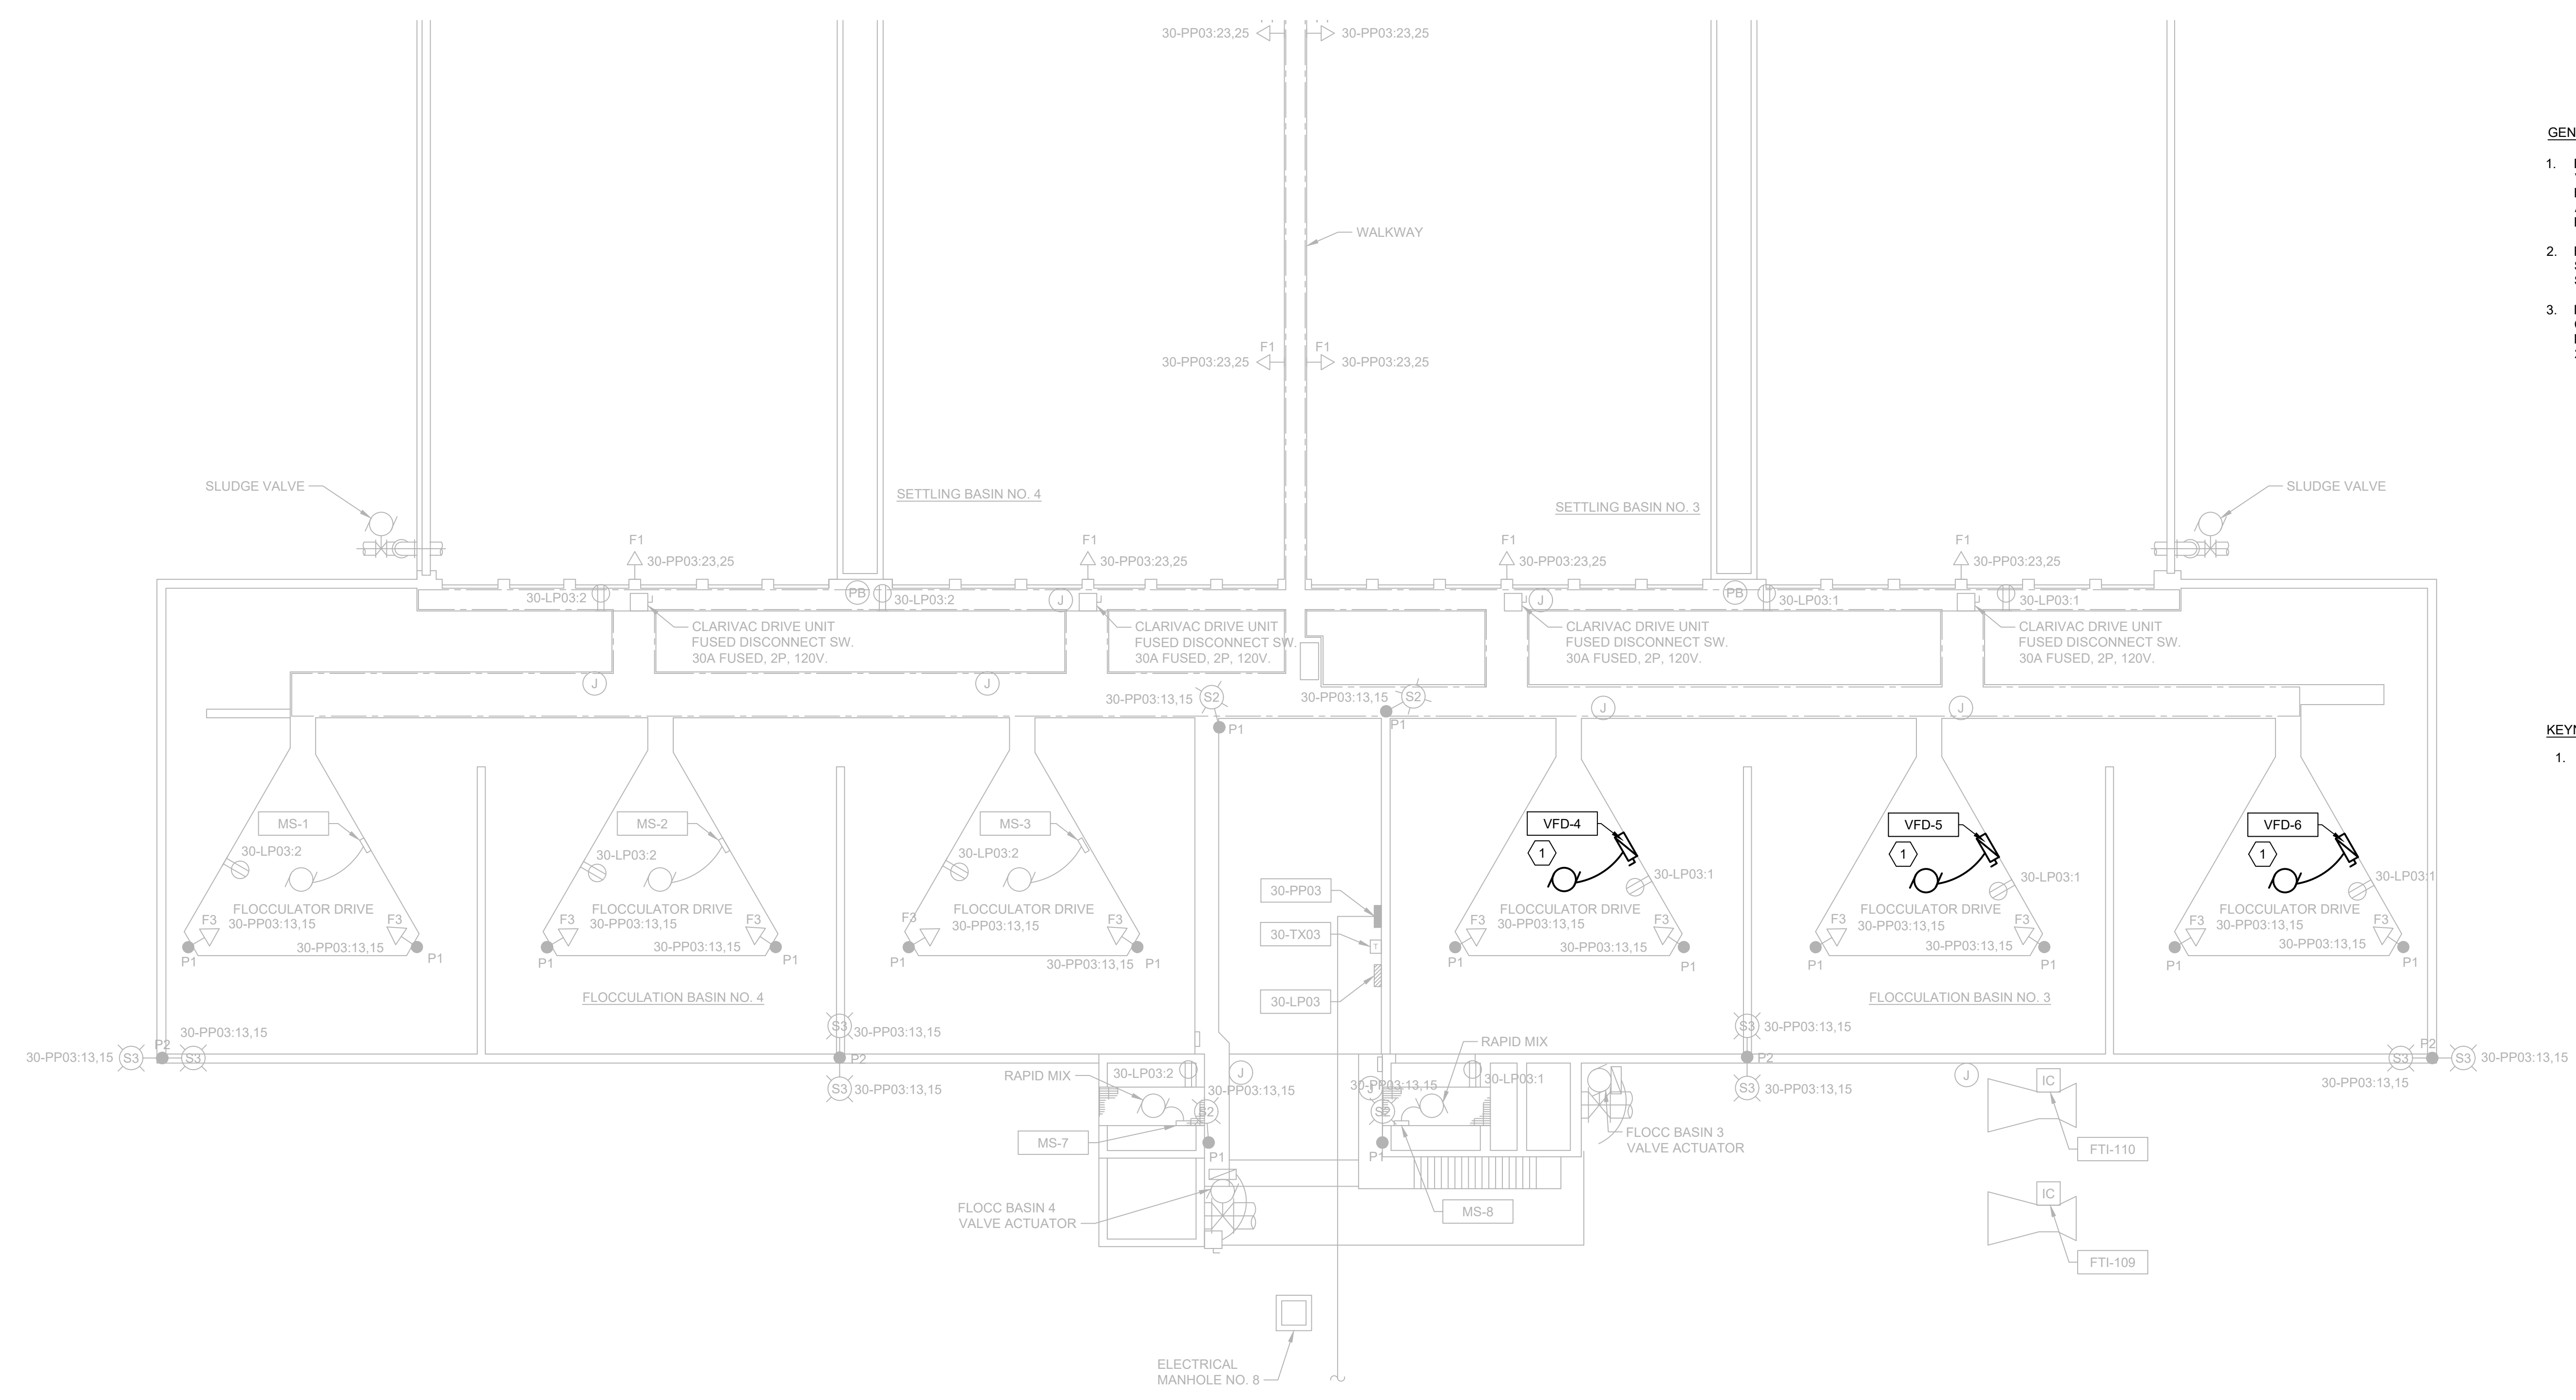 30-PP03:23,25
30-PP03:23,25
GEN
1.
2.
3.
WALKWAY
F1
F1
30-PP03:23,25
30-PP03:23,25
SLUDGE VALVE
SETTLING BASIN NO. 4
SETTLING BASIN NO. 3
SLUDGE VALVE
F1
30-PP03:23,25
F1
30-PP03:23,25
F1
30-PP03:23,25
F1
30-PP03:23,25
30-LP03:2
PB
30-LP03:2
J
J
PB
30-LP03:1
30-LP03:1
CLARIVAC DRIVE UNIT
FUSED DISCONNECT SW.
30A FUSED, 2P, 120V.
CLARIVAC DRIVE UNIT
FUSED DISCONNECT SW.
30A FUSED, 2P, 120V.
CLARIVAC DRIVE UNIT
FUSED DISCONNECT SW.
30A FUSED, 2P, 120V.
CLARIVAC DRIVE UNIT
FUSED DISCONNECT SW.
30A FUSED, 2P, 120V.
J
J
30-PP03:13,15
S2
P1
30-PP03:13,15
S2
P1
J
J
KEY
1.
MS-1
30-LP03:2
FLOCCULATOR DRIVE
F3
30-PP03:13,15
F3
30-PP03:13,15
P1
P1
MS-2
30-LP03:2
FLOCCULATOR DRIVE
F3
30-PP03:13,15
F3
30-PP03:13,15
P1
P1
MS-3
30-LP03:2
FLOCCULATOR DRIVE
F3
30-PP03:13,15
F3
30-PP03:13,15
P1
P1
30-PP03
30-TX03
T
30-LP03
VFD-4
1
30-LP03:1
FLOCCULATOR DRIVE
F3
30-PP03:13,15
F3
30-PP03:13,15
P1
P1
VFD-5
1
30-LP03:1
FLOCCULATOR DRIVE
F3
30-PP03:13,15
F3
30-PP03:13,15
P1
P1
VFD-6
1
30-LP03:1
FLOCCULATOR DRIVE
F3
30-PP03:13,15
F3
30-PP03:13,15
P1
P1
FLOCCULATION BASIN NO. 4
FLOCCULATION BASIN NO. 3
30-PP03:13,15
30-PP03:13,15
S3
P2
S3
S3
30-PP03:13,15
P2
S3
30-PP03:13,15
RAPID MIX
30-LP03:2
J
30-PP03:13,15
S2
P1
MS-7
FLOCC BASIN 4
VALVE ACTUATOR
RAPID MIX
30-PP03:13,15
J
S2
30-LP03:1
P1
MS-8
FLOCC BASIN 3
VALVE ACTUATOR
S3
30-PP03:13,15
P2
S3
30-PP03:13,15
J
S3
P2
S3
30-PP03:13,15
30-PP03:13,15
IC
FTI-110
IC
FTI-109
ELECTRICAL
MANHOLE NO. 8